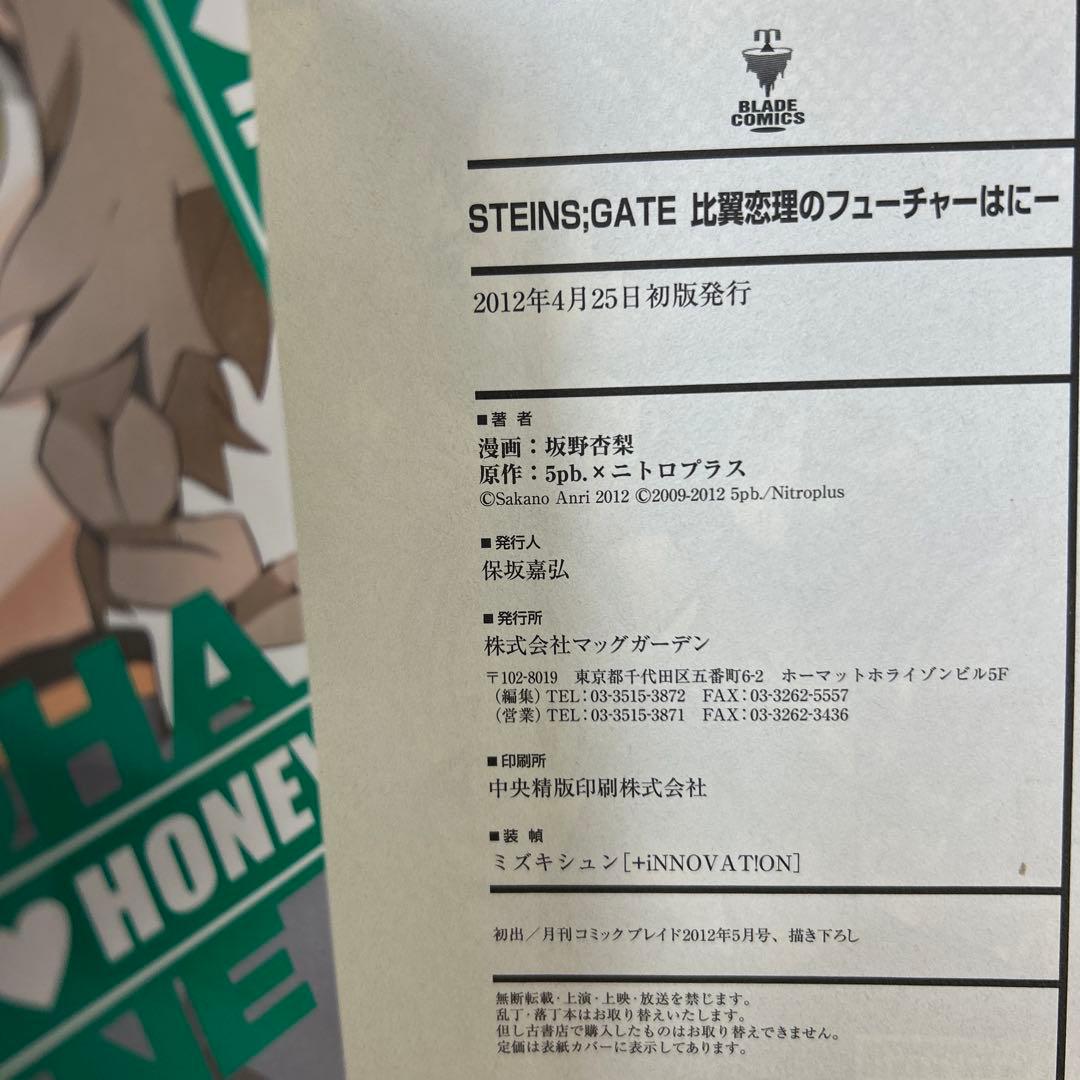 BLADE
COMICS
STEINS;GATE 比翼恋理のフューチャーはにー
2012年4月25日初版発行
■著 者
漫画：坂野杏梨
原作：5pb.×ニトロプラス
©Sakano Anri 2012 ©2009-2012 5pb./Nitroplus
■発行人
保坂嘉弘
■発行所
株式会社マッグガーデン
〒102-8019 東京都千代田区五番町6-2 ホーマットホライゾンビル5F
（編集）TEL：03-3515-3872 FAX：03-3262-5557
（営業）TEL：03-3515-3871 FAX：03-3262-3436
■印刷所
中央精版印刷株式会社
■装 幀
ミズキシュン[+iNNOVAT!ON]
初出／月刊コミックブレイド2012年5月号、描き下ろし
無断転載・上演・上映・放送を禁じます。
乱丁・落丁本はお取り替えいたします。
但し古書店で購入したものはお取り替えできません。
定価は表紙カバーに表示してあります。
HA
♥HONEY
NE